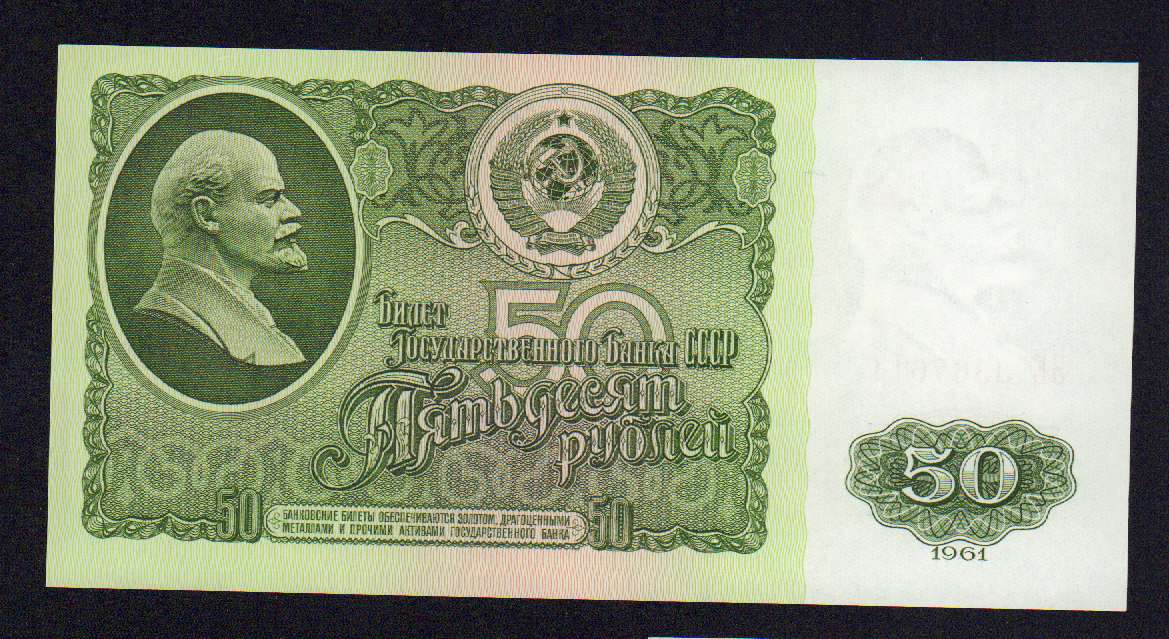 Билет
50
Государственного Банка СССР
Пятьдесят
рублей
50
БАНКОВСКИЕ БИЛЕТЫ ОБЕСПЕЧИВАЮТСЯ ЗОЛОТОМ, ДРАГОЦЕННЫМИ
МЕТАЛЛАМИ И ПРОЧИМИ АКТИВАМИ ГОСУДАРСТВЕННОГО БАНКА
50
50
1961